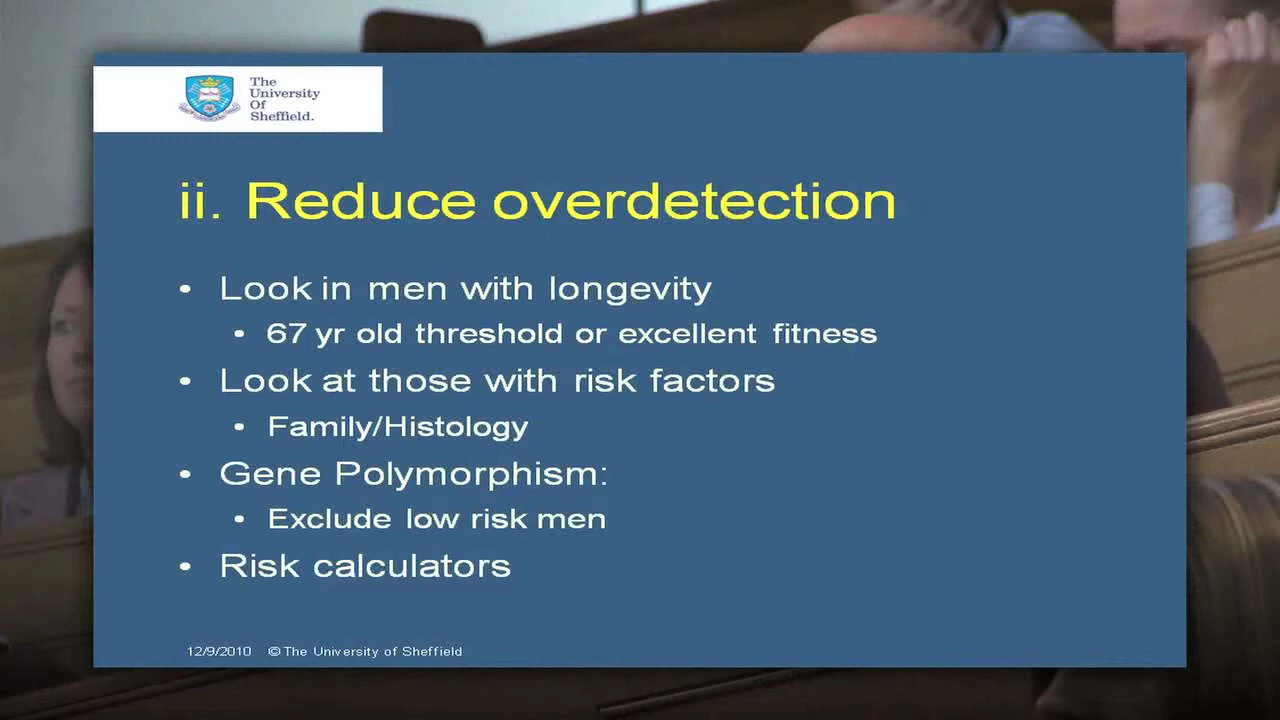 The
University
Of
Sheffield.
ii. Reduce overdetection
• Look in men with longevity
• 67 yr old threshold or excellent fitness
• Look at those with risk factors
• Family/Histology
• Gene Polymorphism:
• Exclude low risk men
• Risk calculators
12/9/2010 © The University of Sheffield